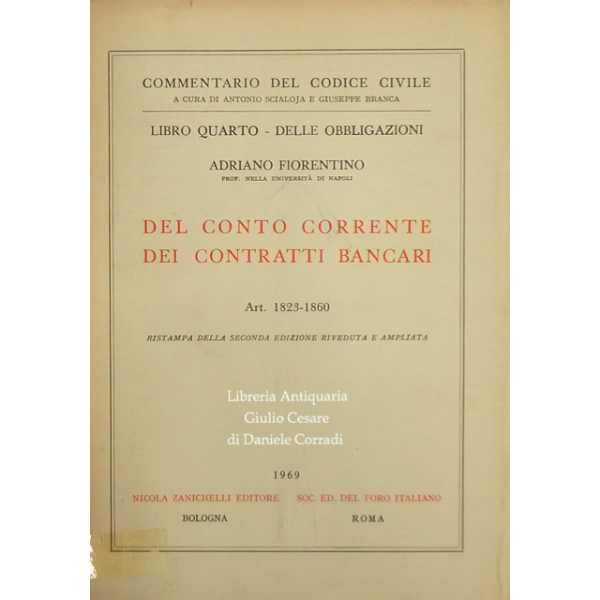 COMMENTARIO DEL CODICE CIVILE
A CURA DI ANTONIO SCIALOJA E GIUSEPPE BRANCA
LIBRO QUARTO - DELLE OBBLIGAZIONI
ADRIANO FIORENTINO
PROF. NELLA UNIVERSITÀ DI NAPOLI
DEL CONTO CORRENTE
DEI CONTRATTI BANCARI
Art. 1823-1860
RISTAMPA DELLA SECONDA EDIZIONE RIVEDUTA E AMPLIATA
Libreria Antiquaria
Giulio Cesare
di Daniele Corradi
1969
NICOLA ZANICHELLI EDITORE SOC. ED. DEL FORO ITALIANO
BOLOGNA ROMA